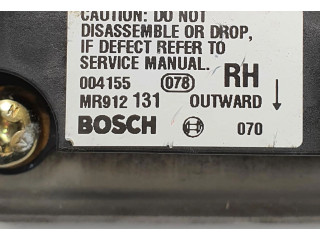 CAUTION: DO NOT
DISASSEMBLE OR DROP,
IF DEFECT REFER TO
SERVICE MANUAL.
004155 078 RH
MR912 131 OUTWARD ↓
BOSCH 070